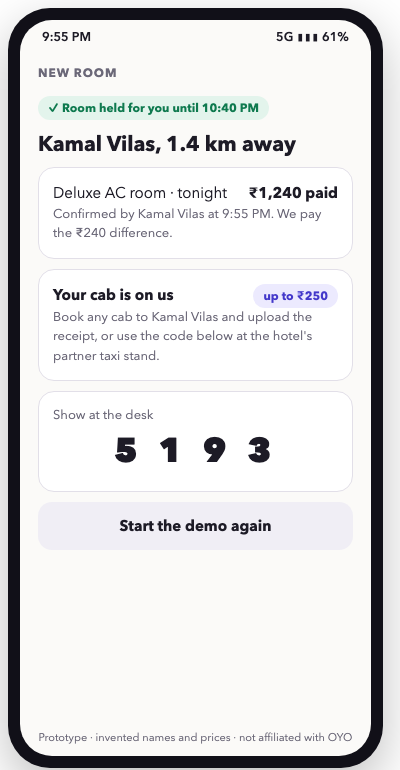 9:55 PM 5G 61%
NEW ROOM
✓ Room held for you until 10:40 PM
Kamal Vilas, 1.4 km away
Deluxe AC room · tonight ₹1,240 paid
Confirmed by Kamal Vilas at 9:55 PM. We pay
the ₹240 difference.
Your cab is on us up to ₹250
Book any cab to Kamal Vilas and upload the
receipt, or use the code below at the hotel's
partner taxi stand.
Show at the desk
5 1 9 3
Start the demo again
Prototype · invented names and prices · not affiliated with OYO